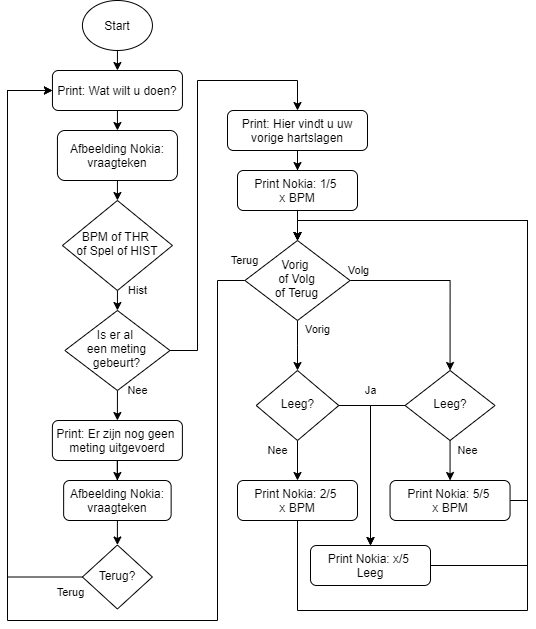 Start
Print: Wat wilt u doen?
Afbeelding Nokia:
vraagteken
BPM of THR
of Spel of HIST
Hist
Is er al
een meting
gebeurt?
Nee
Print: Er zijn nog geen
meting uitgevoerd
Afbeelding Nokia:
vraagteken
Terug?
Terug
Print: Hier vindt u uw
vorige hartslagen
Print Nokia: 1/5
x BPM
Terug
Vorig
of Volg
of Terug
Volg
Vorig
Leeg?
Ja
Leeg?
Nee
Nee
Print Nokia: 2/5
x BPM
Print Nokia: 5/5
x BPM
Print Nokia: x/5
Leeg